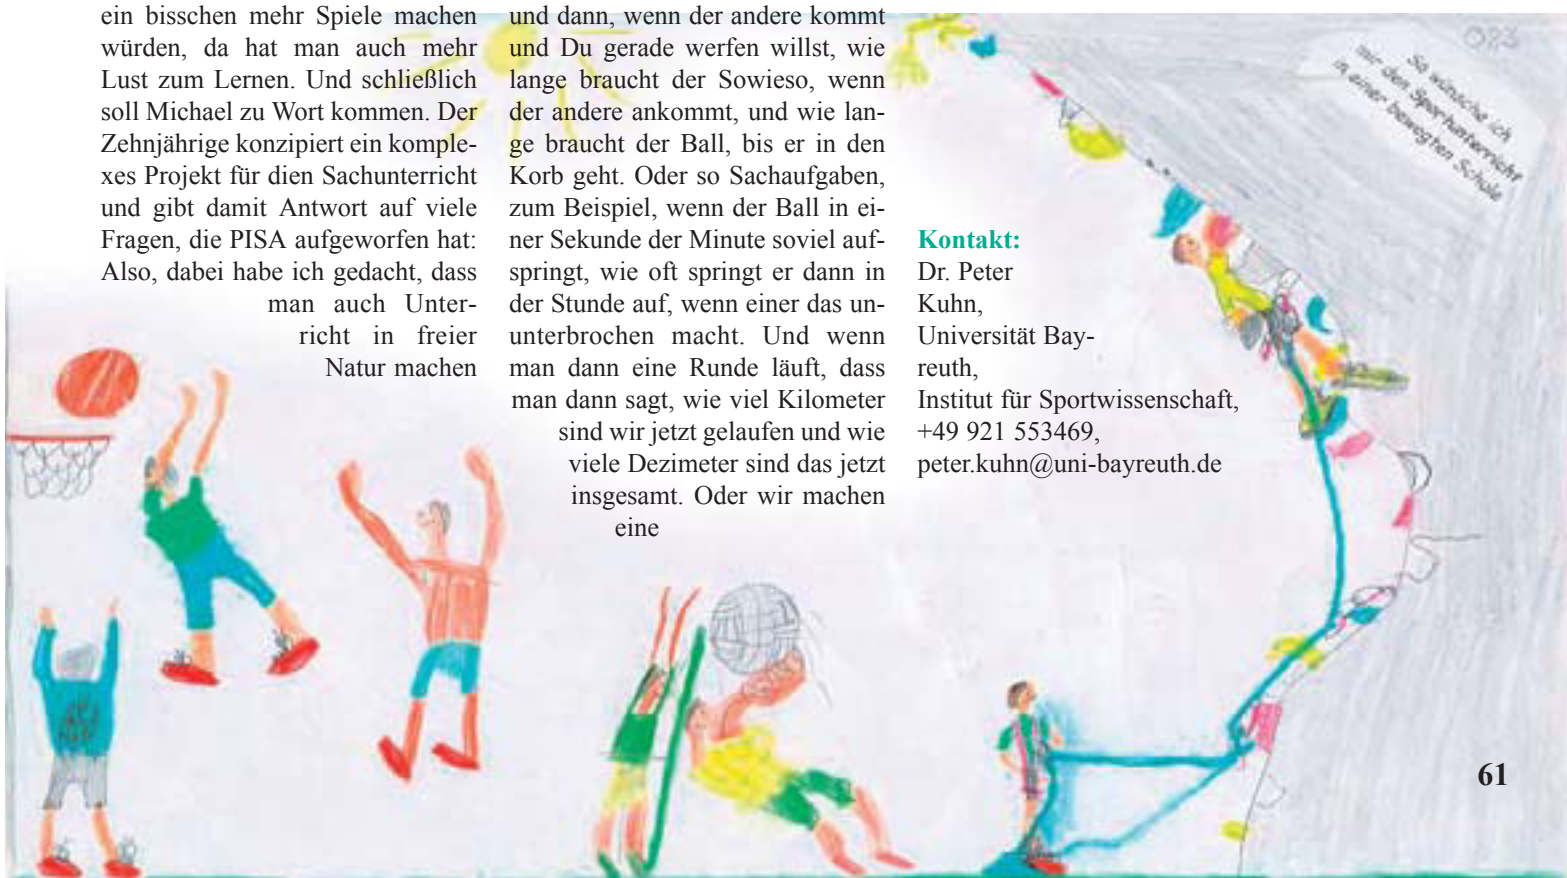 ein bisschen mehr Spiele machen
würden, da hat man auch mehr
Lust zum Lernen. Und schließlich
soll Michael zu Wort kommen. Der
Zehnjährige konzipiert ein komple-
xes Projekt für dien Sachunterricht
und gibt damit Antwort auf viele
Fragen, die PISA aufgeworfen hat:
Also, dabei habe ich gedacht, dass
man auch Unter-
richt in freier
Natur machen
und dann, wenn der andere kommt
und Du gerade werfen willst, wie
lange braucht der Sowieso, wenn
der andere ankommt, und wie lan-
ge braucht der Ball, bis er in den
Korb geht. Oder so Sachaufgaben,
zum Beispiel, wenn der Ball in ei-
ner Sekunde der Minute soviel auf-
springt, wie oft springt er dann in
der Stunde auf, wenn einer das un-
unterbrochen macht. Und wenn
man dann eine Runde läuft, dass
man dann sagt, wie viel Kilometer
sind wir jetzt gelaufen und wie
viele Dezimeter sind das jetzt
insgesamt. Oder wir machen
eine
Kontakt:
Dr. Peter
Kuhn,
Universität Bay-
reuth,
Institut für Sportwissenschaft,
+49 921 553469,
peter.kuhn@uni-bayreuth.de
023
So wünsche ich
mir den Sportunterricht
in einer bewegten Schule
61